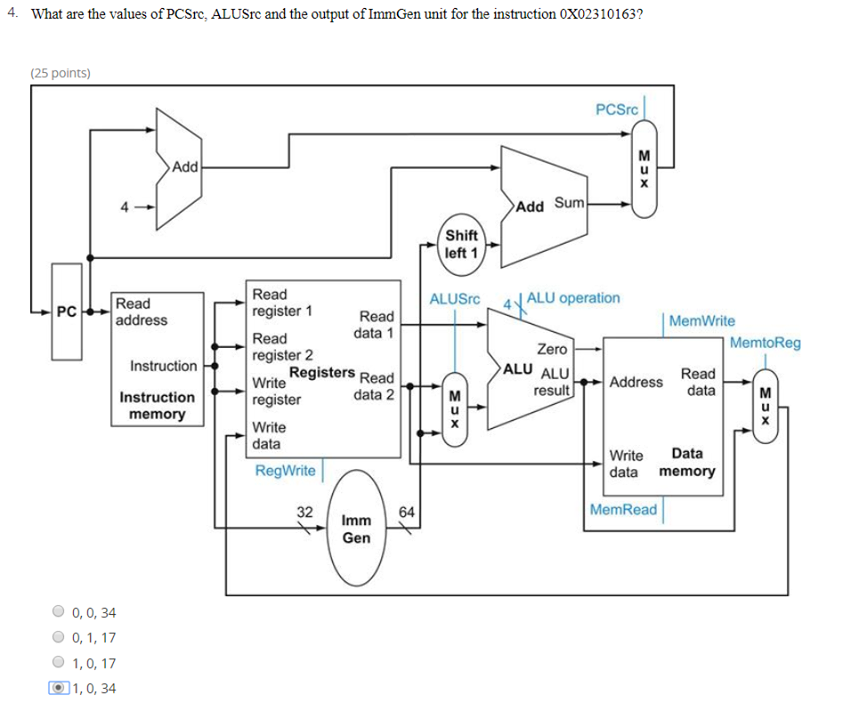 4. What are the values of PCSrc, ALUSrc and the output of ImmGen unit for the instruction 0X02310163?
(25 points)
PCSrc
Add
M
u
x
4
Add Sum
Shift
left 1
PC
Read
address
Instruction
Instruction
memory
Read
register 1
Read
data 1
Read
register 2
Registers
Write
register
Read
data 2
Write
data
RegWrite
ALUSrc
4
ALU operation
M
u
x
Zero
ALU ALU
result
MemWrite
MemtoReg
Address
Read
data
M
u
x
Write
data
Data
memory
MemRead
32
Imm
Gen
64
0, 0, 34
0, 1, 17
1, 0, 17
1, 0, 34